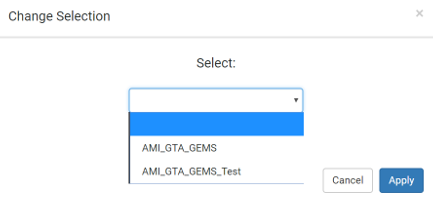 Change Selection
×
Select:
AMI_GTA_GEMS
AMI_GTA_GEMS_Test
Cancel
Apply